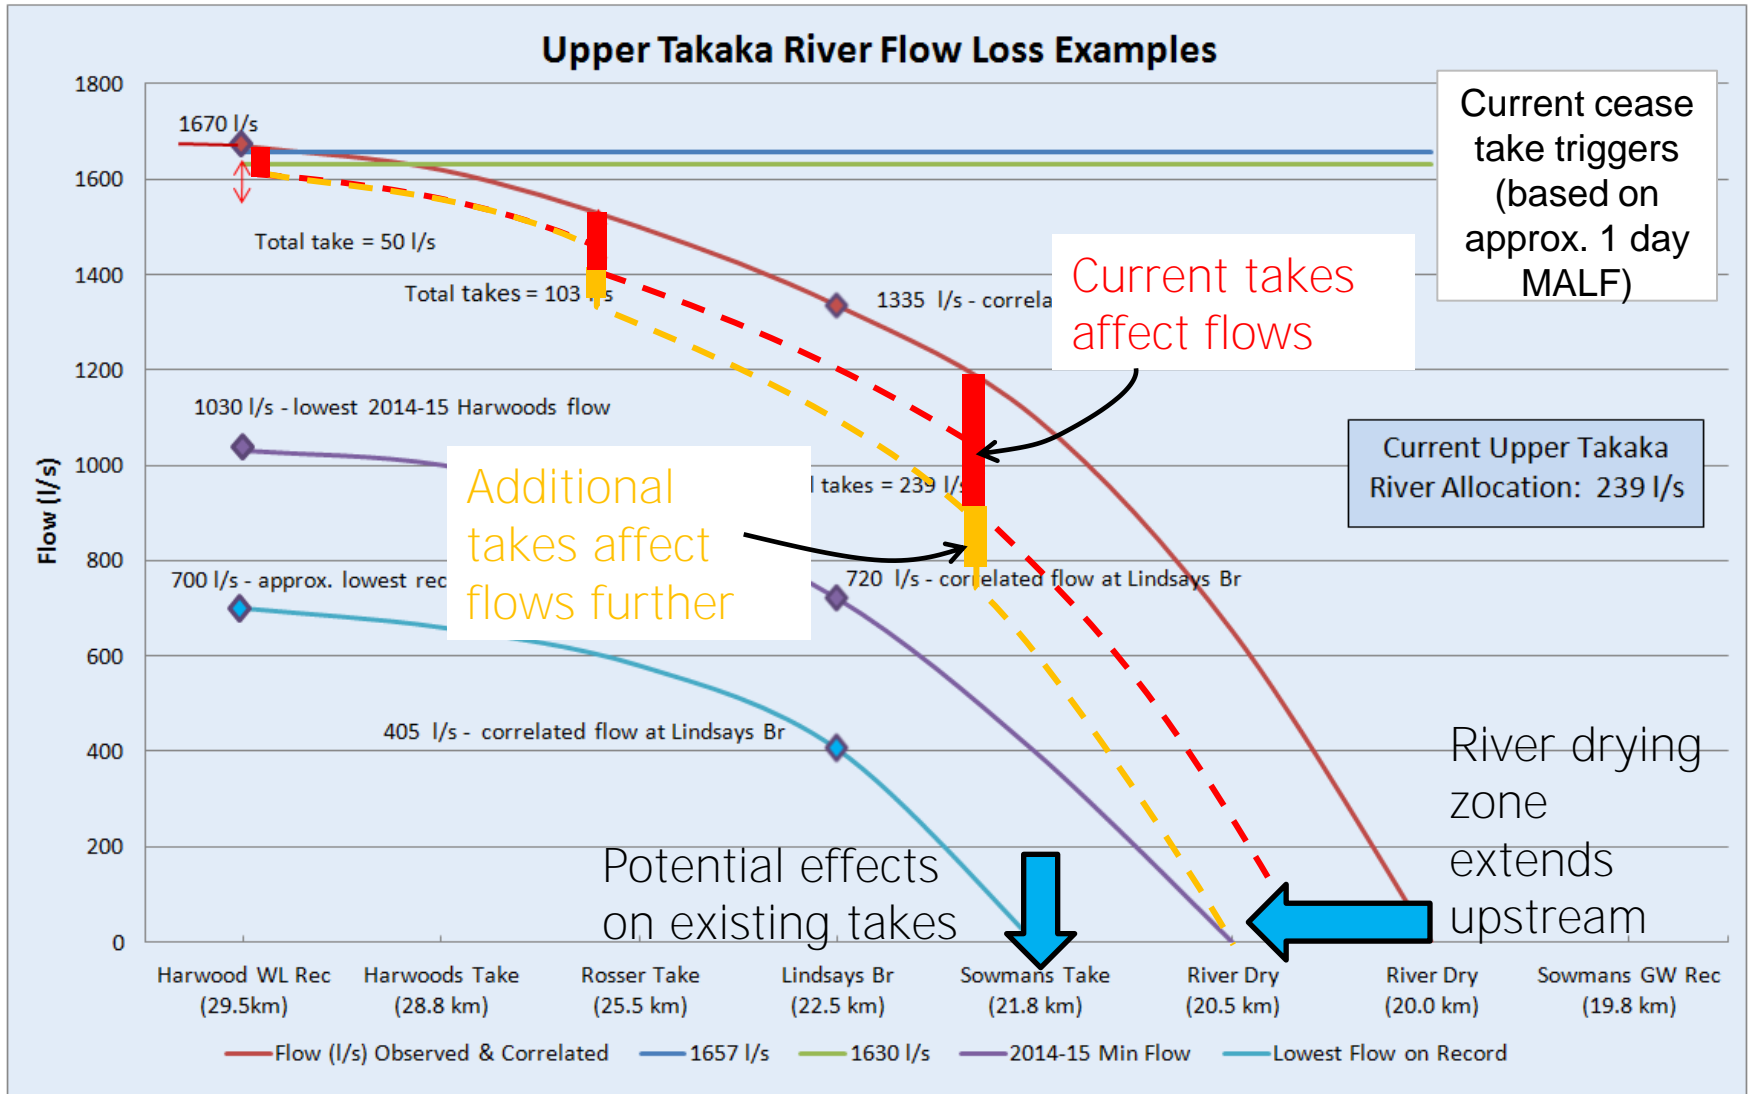 Upper Takaka River Flow Loss Examples
Flow (l/s)
1800
1600
1400
1200
1000
800
600
400
200
0
1670 l/s
Total take = 50 l/s
Total takes = 103 l/s
1335 l/s - correla
Current cease
take triggers
(based on
approx. 1 day
MALF)
Current takes
affect flows
1030 l/s - lowest 2014-15 Harwoods flow
Current Upper Takaka
River Allocation: 239 l/s
Additional
takes affect
flows further
l takes = 239 l/s
700 l/s - approx. lowest rec
720 l/s - correlated flow at Lindsays Br
405 l/s - correlated flow at Lindsays Br
River drying
zone
extends
upstream
Potential effects
on existing takes
Harwood WL Rec
(29.5km)
Harwoods Take
(28.8 km)
Rosser Take
(25.5 km)
Lindsays Br
(22.5 km)
Sowmans Take
(21.8 km)
River Dry
(20.5 km)
River Dry
(20.0 km)
Sowmans GW Rec
(19.8 km)
Flow (l/s) Observed & Correlated
1657 l/s
1630 l/s
2014-15 Min Flow
Lowest Flow on Record